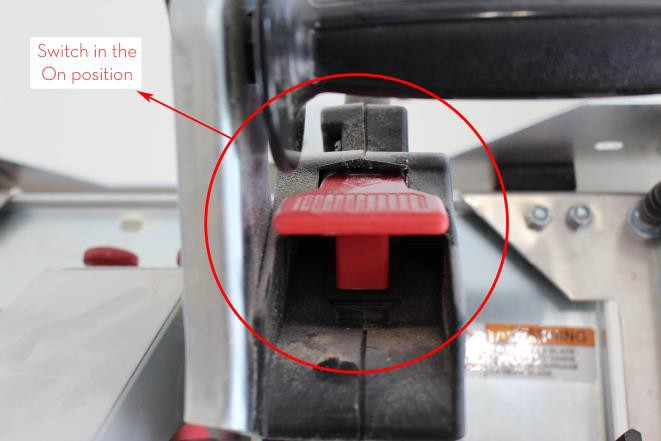 Switch in the
On position
WARNING